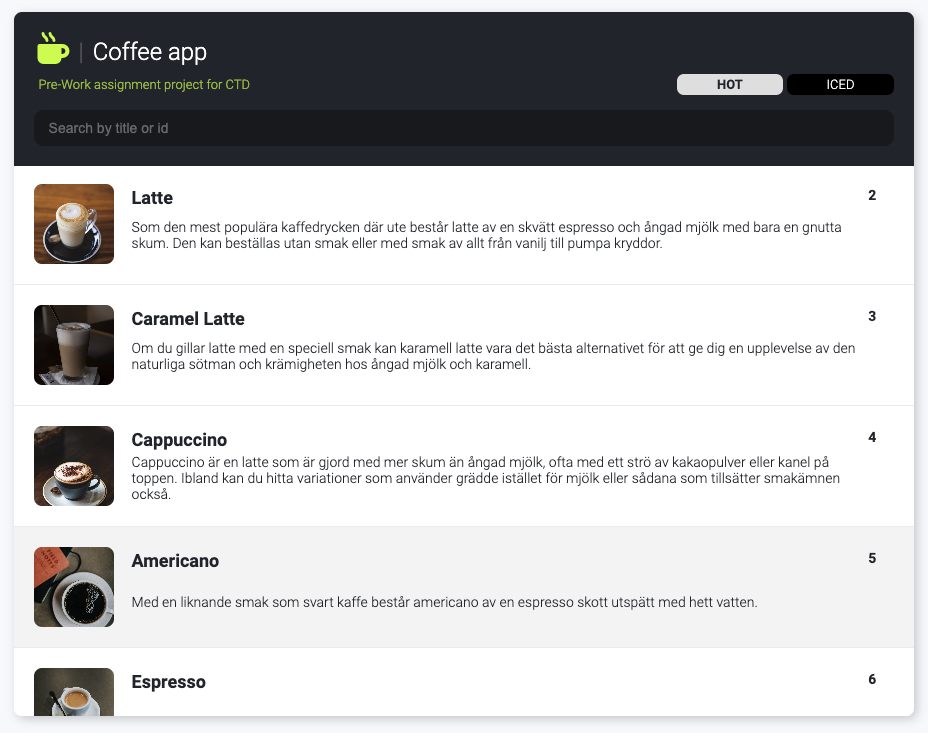 Coffee app
Pre-Work assignment project for CTD
HOT
ICED
Search by title or id
Latte
2
Som den mest populära kaffedrycken där ute består latte av en skvätt espresso och ångad mjölk med bara en gnutta
skum. Den kan beställas utan smak eller med smak av allt från vanilj till pumpa kryddor.
Caramel Latte
3
Om du gillar latte med en speciell smak kan karamell latte vara det bästa alternativet för att ge dig en upplevelse av den
naturliga sötman och krämigheten hos ångad mjölk och karamell.
Cappuccino
4
Cappuccino är en latte som är gjord med mer skum än ångad mjölk, ofta med ett strö av kakaopulver eller kanel på
toppen. Ibland kan du hitta variationer som använder grädde istället för mjölk eller sådana som tillsätter smakämnen
också.
Americano
5
Med en liknande smak som svart kaffe består americano av en espresso skott utspätt med hett vatten.
Espresso
6